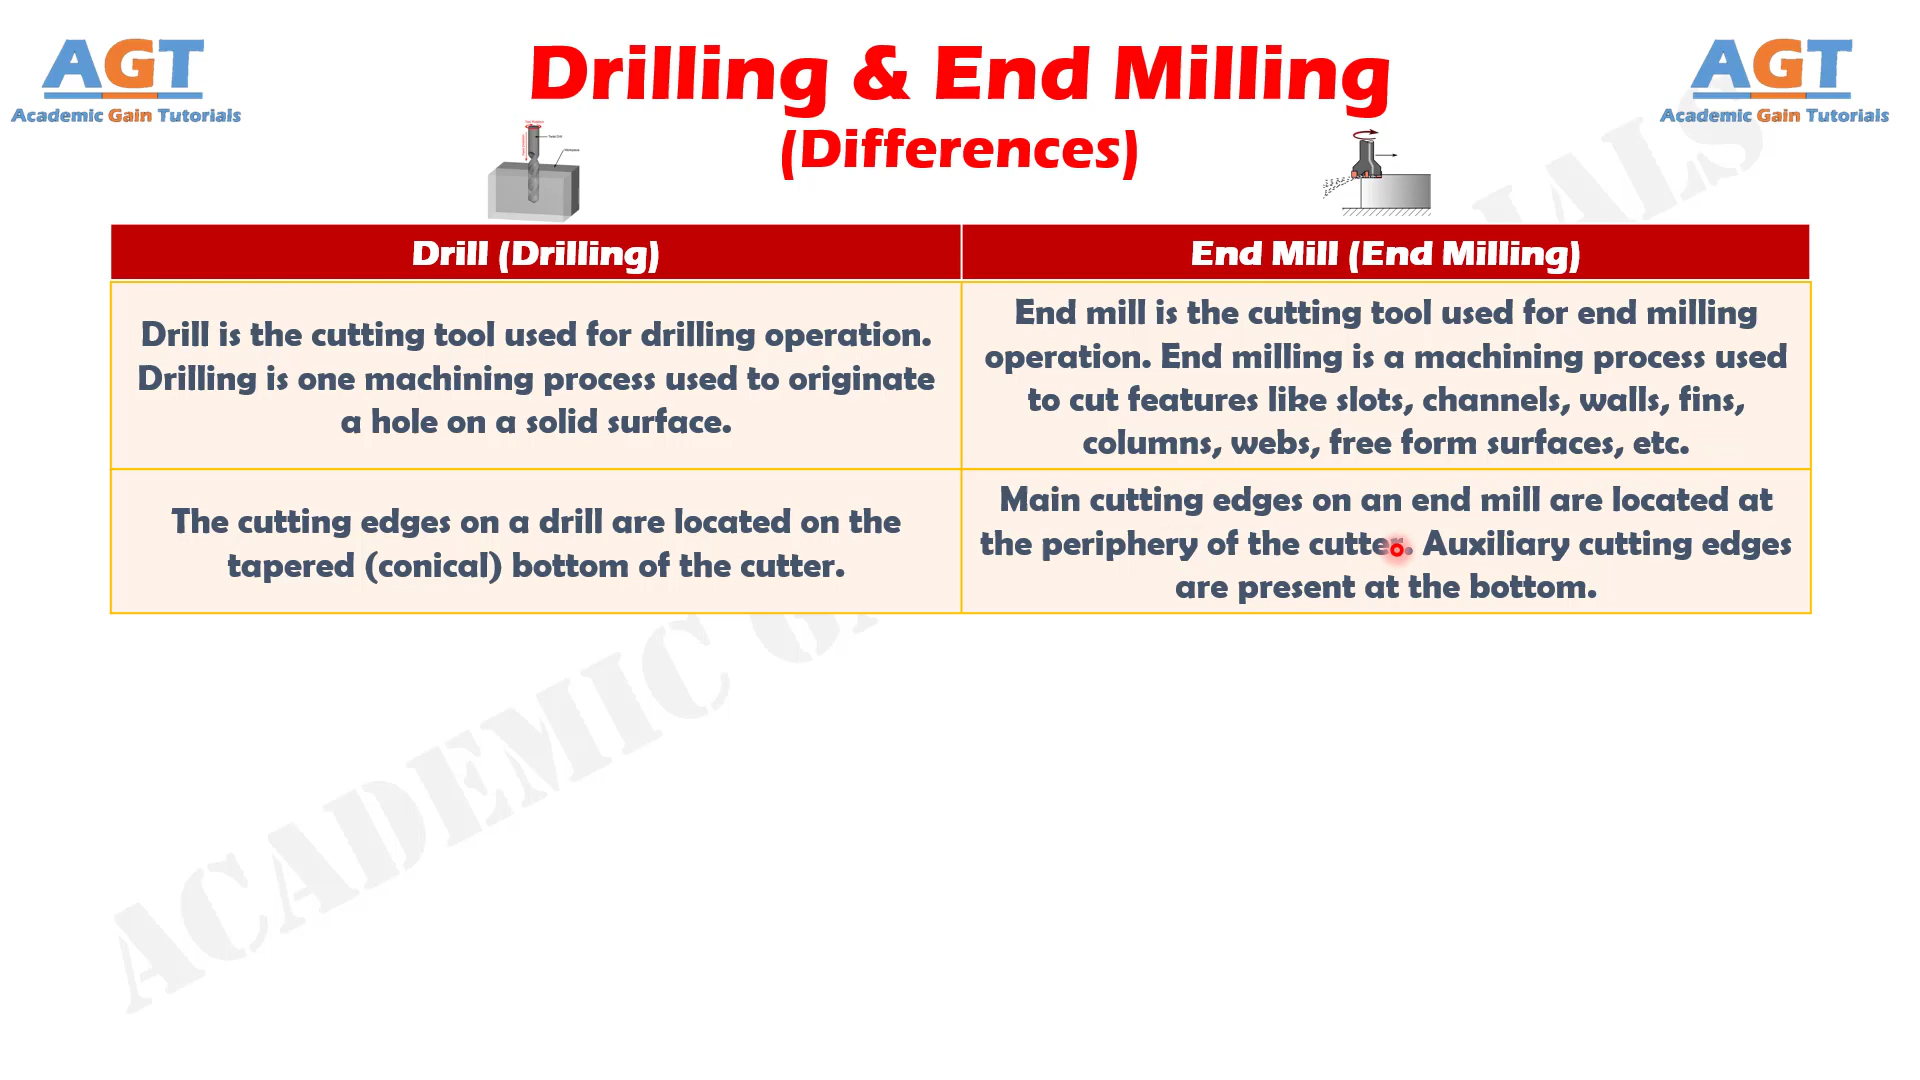 AGT
Academic Gain Tutorials
Drilling & End Milling
(Differences)
AGT
Academic Gain Tutorials
Drill (Drilling)
End Mill (End Milling)
Drill is the cutting tool used for drilling operation.
Drilling is one machining process used to originate
a hole on a solid surface.
End mill is the cutting tool used for end milling
operation. End milling is a machining process used
to cut features like slots, channels, walls, fins,
columns, webs, free form surfaces, etc.
The cutting edges on a drill are located on the
tapered (conical) bottom of the cutter.
Main cutting edges on an end mill are located at
the periphery of the cutter. Auxiliary cutting edges
are present at the bottom.
ACADEMIC